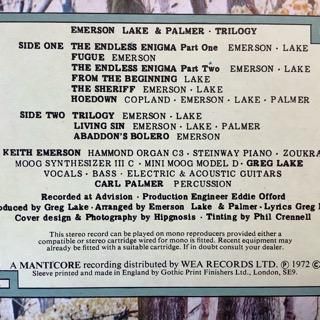 EMERSON LAKE & PALMER · TRILOGY
SIDE ONE THE ENDLESS ENIGMA Part One EMERSON · LAKE
FUGUE EMERSON
THE ENDLESS ENIGMA Part Two EMERSON · LAKE
FROM THE BEGINNING LAKE
THE SHERIFF EMERSON · LAKE
HOEDOWN COPLAND · EMERSON · LAKE · PALMER
SIDE TWO TRILOGY EMERSON · LAKE
LIVING SIN EMERSON · LAKE · PALMER
ABADDON'S BOLERO EMERSON
KEITH EMERSON HAMMOND ORGAN C3 · STEINWAY PIANO · ZOUKRA
MOOG SYNTHESIZER III C · MINI MOOG MODEL D · GREG LAKE
VOCALS · BASS · ELECTRIC & ACOUSTIC GUITARS
CARL PALMER PERCUSSION
Recorded at Advision · Production Engineer Eddie Offord
oduced by Greg Lake · Arranged by Emerson Lake & Palmer · Lyrics Greg L
Cover design & Photography by Hipgnosis · Tinting by Phil Crennell
This stereo record can be played on mono reproducers provided either a
compatible or stereo cartridge wired for mono is fitted. Recent equipment may
already be fitted with a suitable cartridge. If in doubt consult your dealer.
A MANTICORE recording distributed by WEA RECORDS LTD. ℗ 1972 ©
Sleeve printed and made in England by Gothic Print Finishers Ltd., London, SE9.